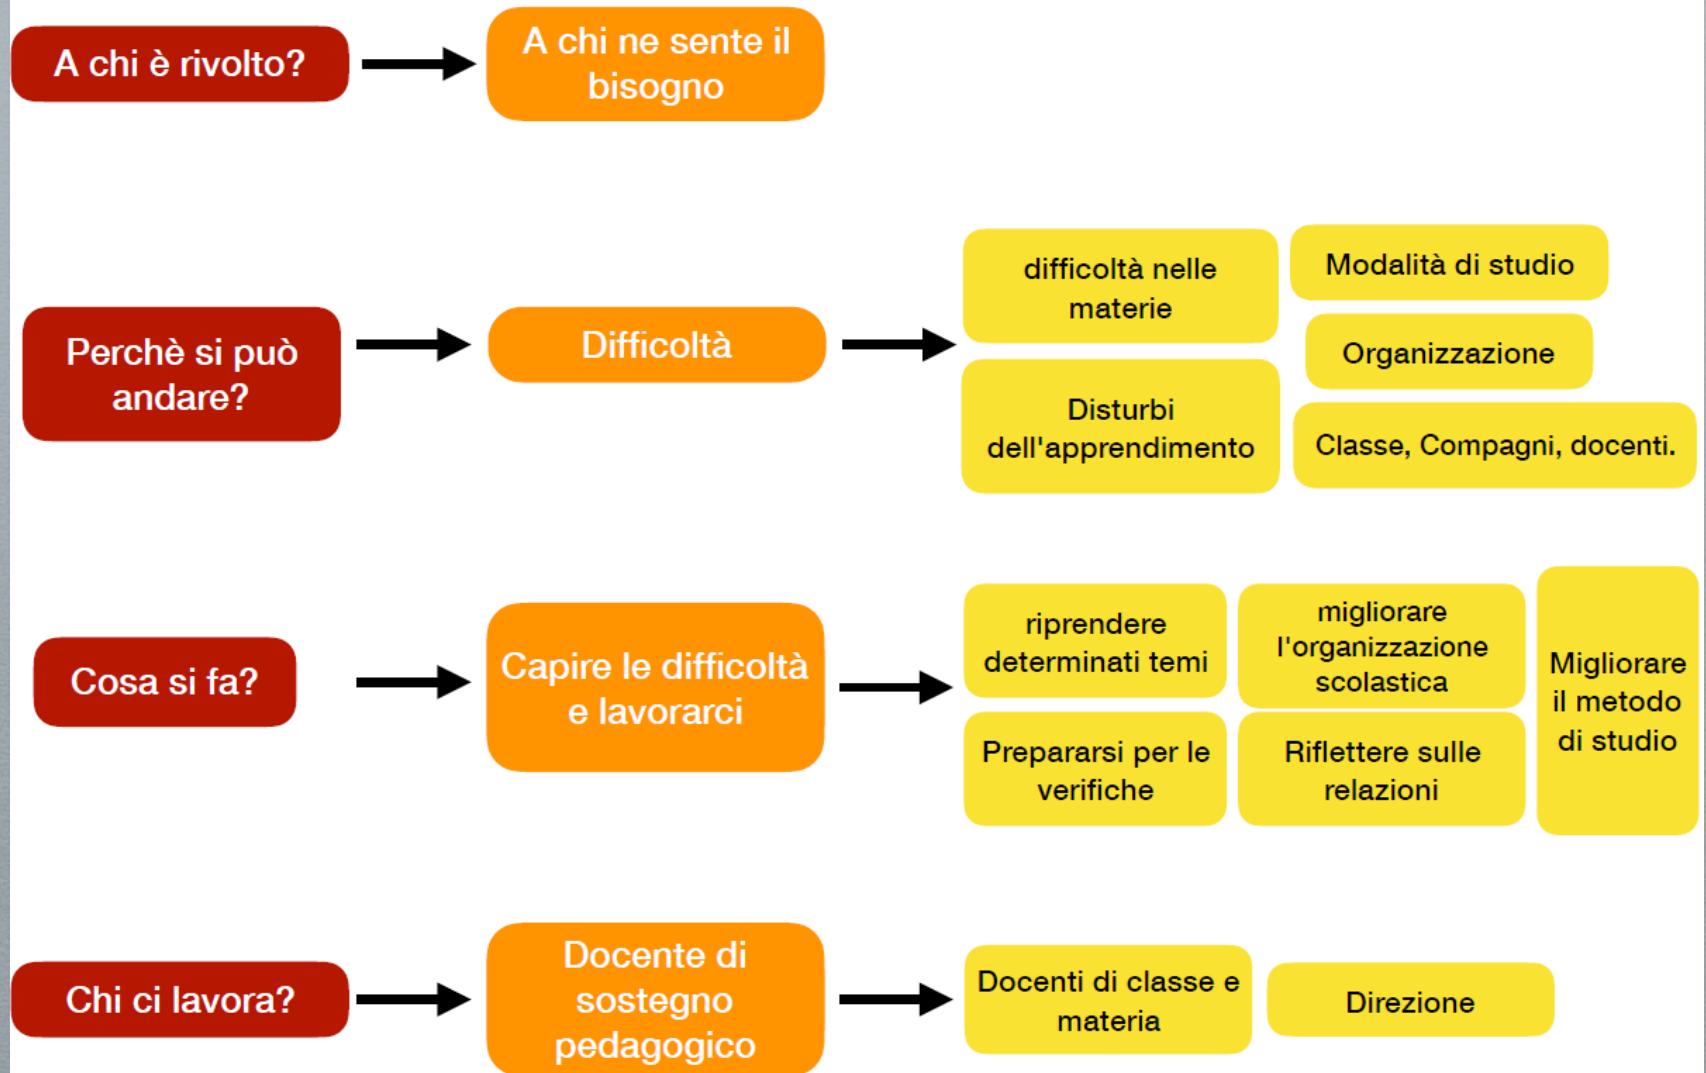 A chi è rivolto?
A chi ne sente il
bisogno
Perchè si può
andare?
Difficoltà
difficoltà nelle
materie
Modalità di studio
Organizzazione
Disturbi
dell'apprendimento
Classe, Compagni, docenti.
Cosa si fa?
Capire le difficoltà
e lavorarci
riprendere
determinati temi
migliorare
l'organizzazione
scolastica
Migliorare
il metodo
di studio
Prepararsi per le
verifiche
Riflettere sulle
relazioni
Chi ci lavora?
Docente di
sostegno
pedagogico
Docenti di classe e
materia
Direzione